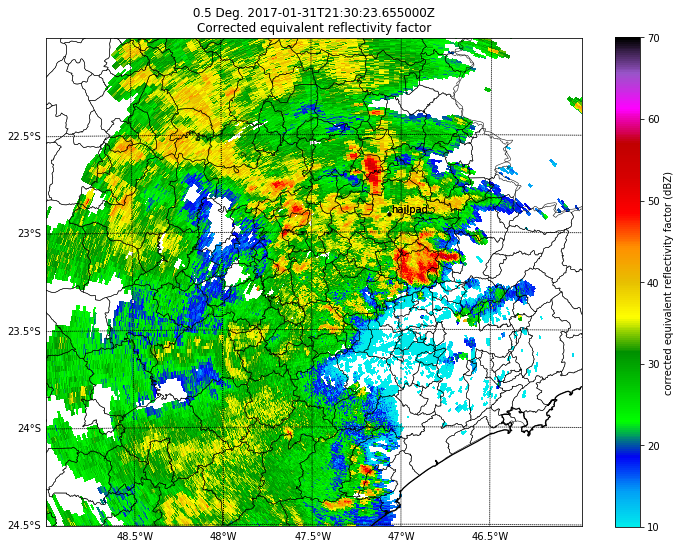 0.5 Deg. 2017-01-31T21:30:23.655000Z
Corrected equivalent reflectivity factor
70
60
50
40
30
20
10
corrected equivalent reflectivity factor (dBZ)
22.5°S
23°S
23.5°S
24°S
24.5°S
hailpad
48.5°W
48°W
47.5°W
47°W
46.5°W